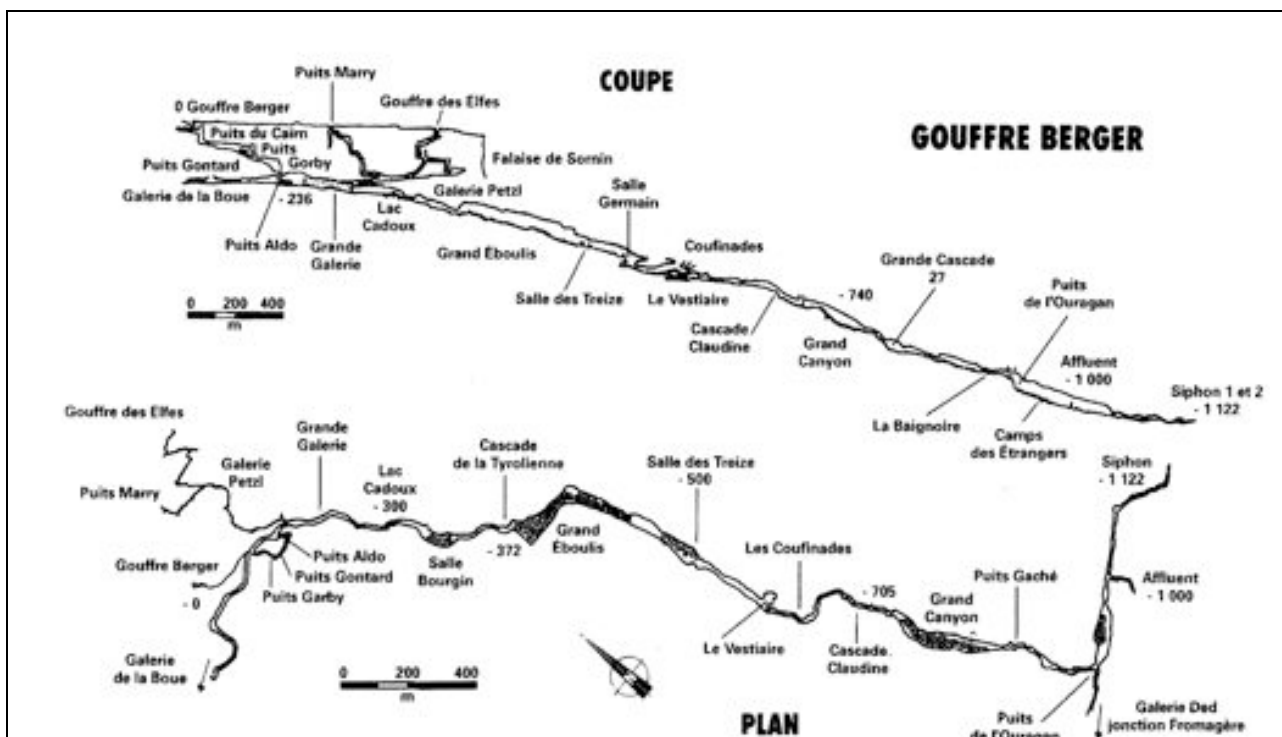 COUPE
GOUFFRE BERGER
Puits Marry
Gouffre des Elfes
0 Gouffre Berger
Puits du Cairn
Puits
Gorby
Puits Gontard
Galerie de la Boue
- 236
Falaise de Sornin
Galerie Petzl
Lac
Cadoux
Puits Aldo
Grande
Galerie
Grand Éboulis
Salle
Germain
Coufinades
Salle des Treize
Le Vestiaire
Grande Cascade
27
- 740
Puits
de l'Ouragan
Cascade
Claudine
Grand
Canyon
Affluent
- 1 000
Siphon 1 et 2
- 1 122
La Baignoire
Camps
des Étrangers
0 200 400
m
Gouffre des Elfes
Grande
Galerie
Cascade
de la Tyrolienne
Salle des Treize
- 500
Siphon
- 1 122
Galerie
Petzl
Lac
Cadoux
- 300
Puits Marry
Grand
Éboulis
- 372
Salle
Bourgin
Les Coufinades
Puits Gaché
Affluent
- 1 000
Gouffre Berger
- 0
Puits Aldo
Puits Gontard
Puits Garby
- 705
Grand
Canyon
Le Vestiaire
Cascade.
Claudine
Galerie
de la Boue
0 200 400
m
PLAN
Puits
de l'Ouragan
Galerie Ded
jonction Fromagère